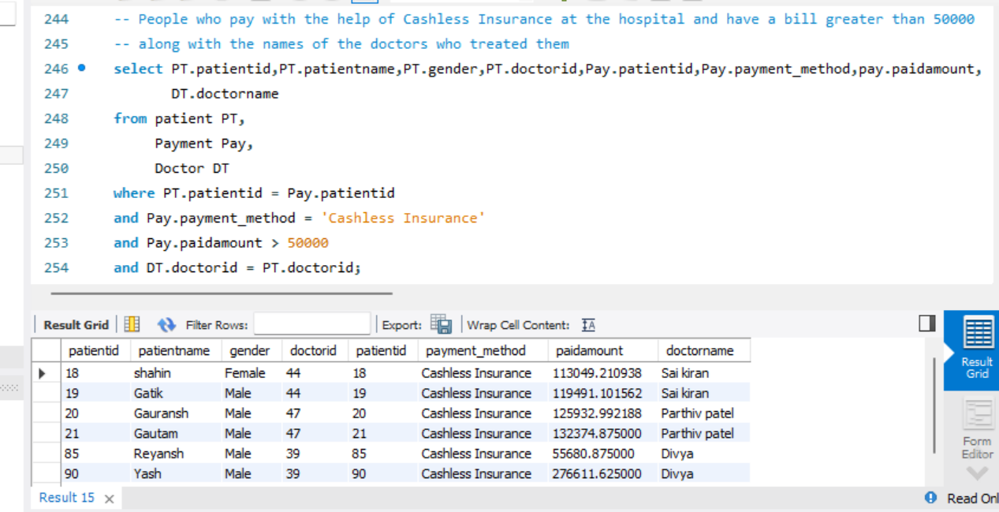 244 -- People who pay with the help of Cashless Insurance at the hospital and have a bill greater than 50000
245 -- along with the names of the doctors who treated them
246 select PT.patientid,PT.patientname,PT.gender,PT.doctorid,Pay.patientid,Pay.payment_method,pay.paidamount,
247 DT.doctorname
248 from patient PT,
249 Payment Pay,
250 Doctor DT
251 where PT.patientid = Pay.patientid
252 and Pay.payment_method = 'Cashless Insurance'
253 and Pay.paidamount > 50000
254 and DT.doctorid = PT.doctorid;
Result Grid Filter Rows: Export: Wrap Cell Content: IA
patientid patientname gender doctorid patientid payment_method paidamount doctorname
18 shahin Female 44 18 Cashless Insurance 113049.210938 Sai kiran
19 Gatik Male 44 19 Cashless Insurance 119491.101562 Sai kiran
20 Gauransh Male 47 20 Cashless Insurance 125932.992188 Parthiv patel
21 Gautam Male 47 21 Cashless Insurance 132374.875000 Parthiv patel
85 Reyansh Male 39 85 Cashless Insurance 55680.875000 Divya
90 Yash Male 39 90 Cashless Insurance 276611.625000 Divya
Result
Grid
Form
Editor
Result 15 Read Onl